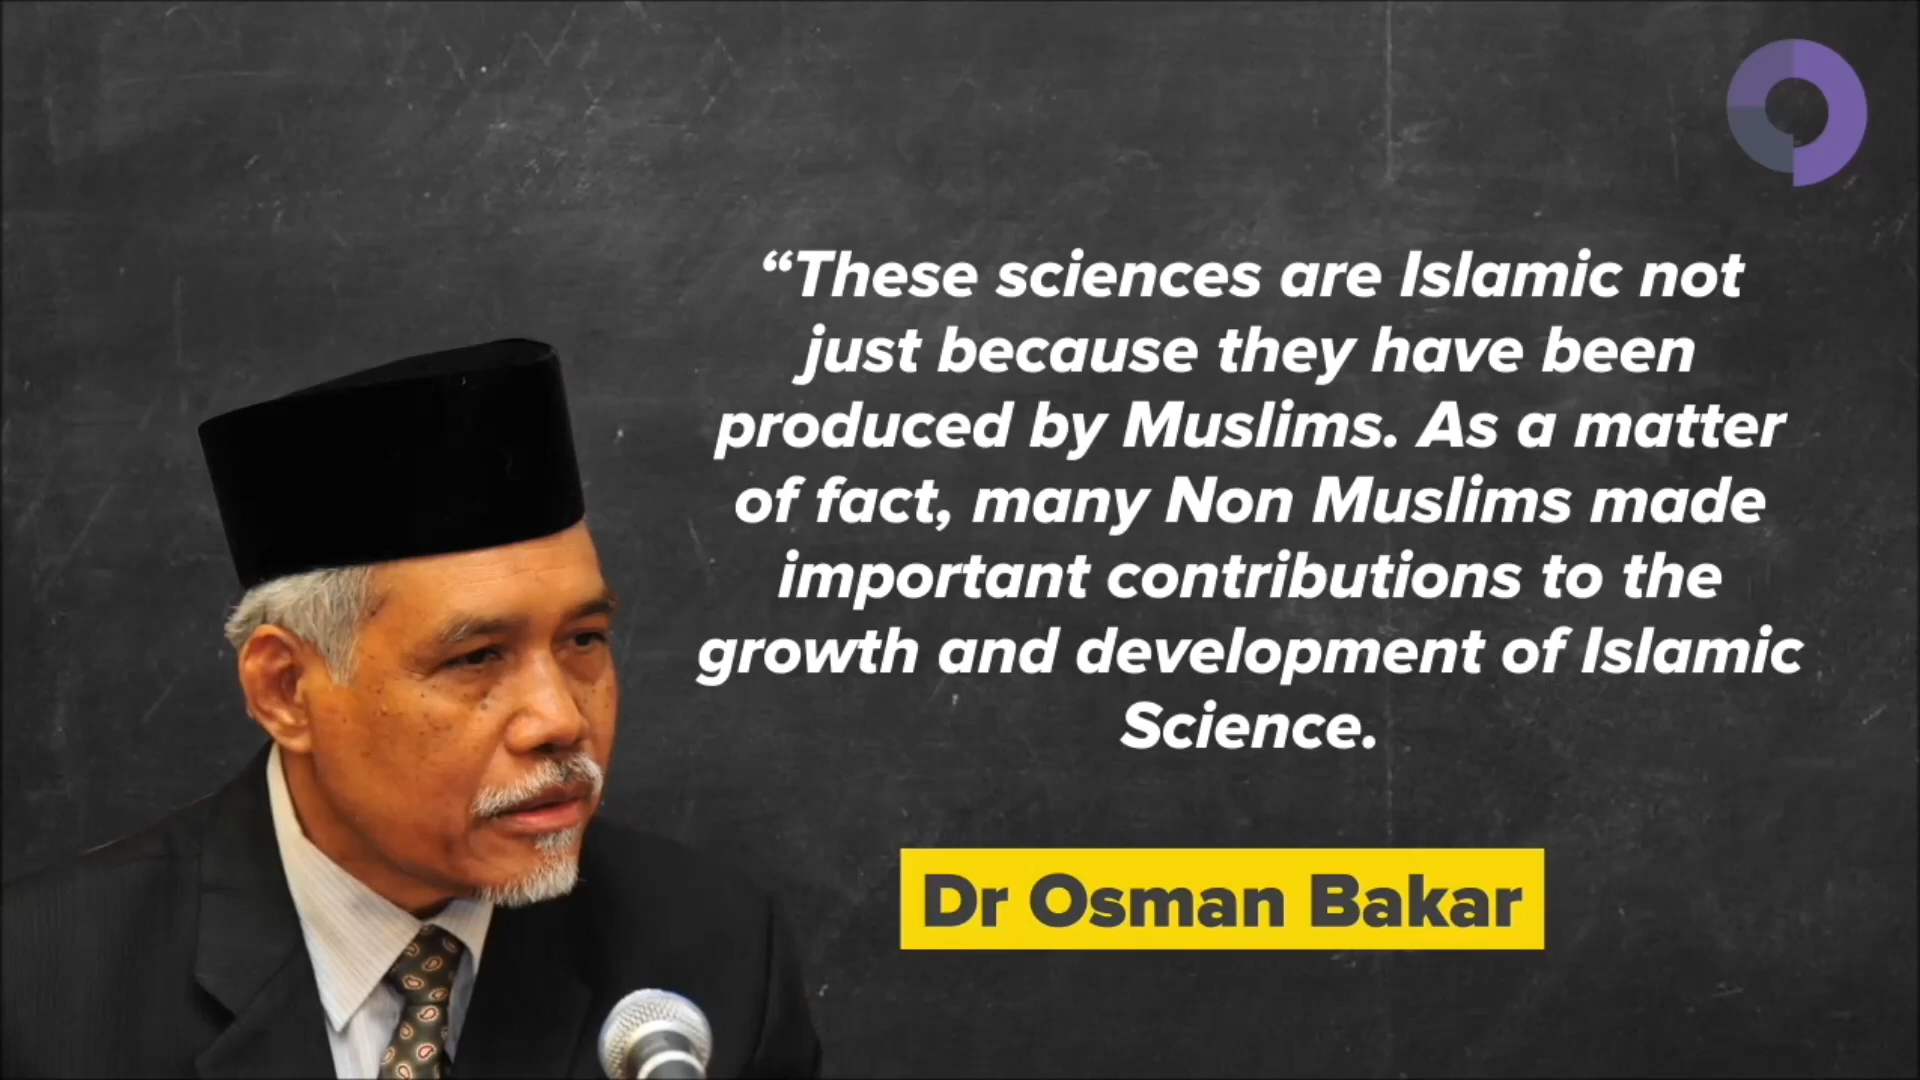 “These sciences are Islamic not
just because they have been
produced by Muslims. As a matter
of fact, many Non Muslims made
important contributions to the
growth and development of Islamic
Science.
Dr Osman Bakar